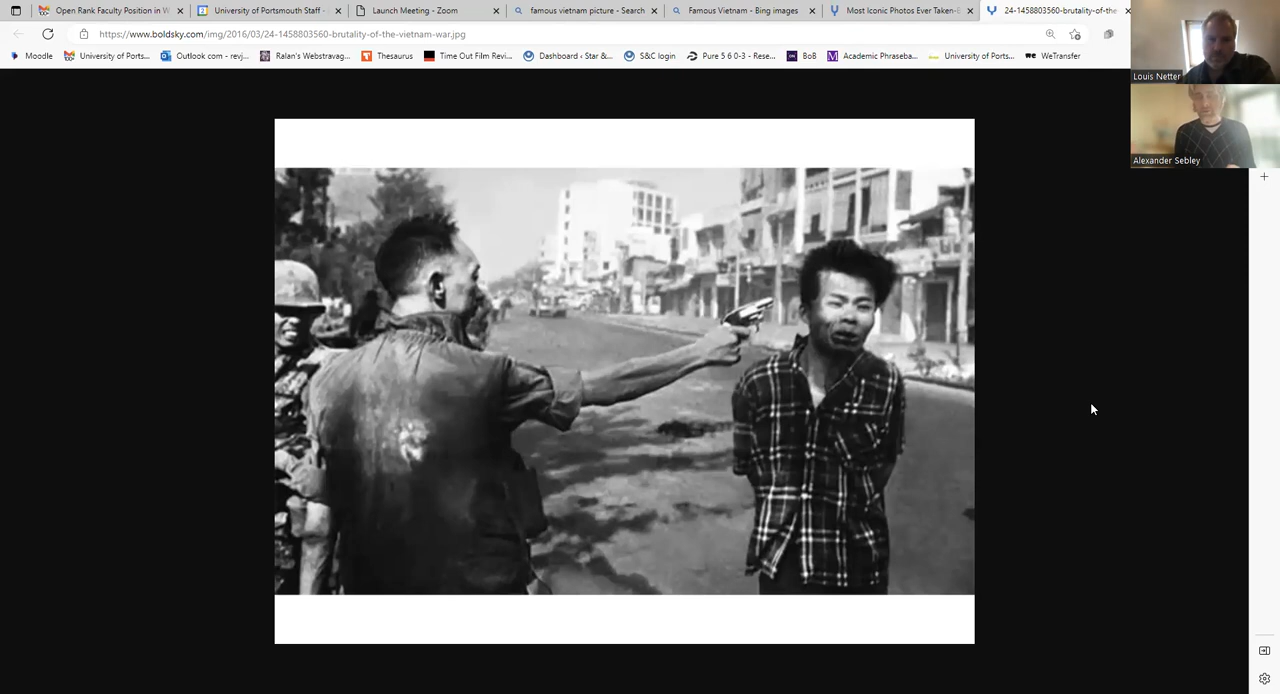 Open Rank Faculty Position in W
University of Portsmouth Staff -
Launch Meeting - Zoom
famous vietnam picture - Search
Famous Vietnam - Bing images
Most Iconic Photos Ever Taken-B
24-1458803560-brutality-of-the-
https://www.boldsky.com/img/2016/03/24-1458803560-brutality-of-the-vietnam-war.jpg
Moodle
University of Ports...
Outlook com - revj...
Ralan's Webstravag...
Thesaurus
Time Out Film Revi...
Dashboard ‹ Star &...
S&C login
Pure 5 6 0-3 - Rese...
BoB
Academic Phraseba...
University of Ports...
WeTransfer
Louis Netter
Alexander Sebley